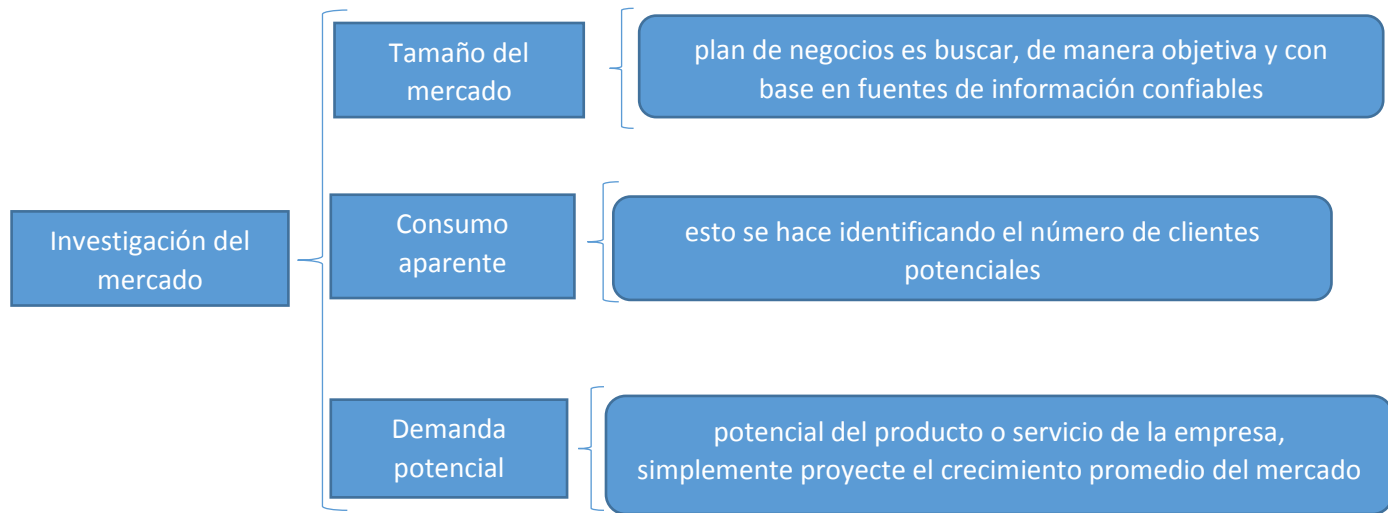 Investigación del
mercado
Tamaño del
mercado
plan de negocios es buscar, de manera objetiva y con
base en fuentes de información confiables
Consumo
aparente
esto se hace identificando el número de clientes
potenciales
Demanda
potencial
potencial del producto o servicio de la empresa,
simplemente proyecte el crecimiento promedio del mercado